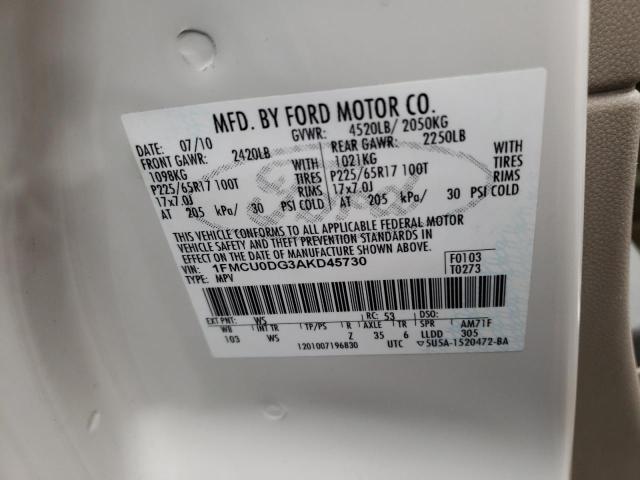 MFD. BY FORD MOTOR CO.
DATE: 07/10 GVWR: 4520LB/ 2050KG
FRONT GAWR: 2420LB REAR GAWR: 2250LB
1098KG WITH 1021KG WITH
P225/65R17 100T TIRES P225/65R17 100T TIRES
17x7.0J RIMS 17x7.0J RIMS
AT 205 kPa/ 30 PSI COLD AT 205 kPa/ 30 PSI COLD
THIS VEHICLE CONFORMS TO ALL APPLICABLE FEDERAL MOTOR
VEHICLE SAFETY AND THEFT PREVENTION STANDARDS IN
EFFECT ON THE DATE OF MANUFACTURE SHOWN ABOVE.
VIN: 1FMCU0DG3AKD45730 F0103
TYPE: MPV T0273
EXT PNT: WS RC: 53 DSO:
WB INT TR TP/PS R AXLE TR SPR AM71F
103 WS Z 35 6 LLDD 305
1201007196830 UTC ▽5U5A-1520472-BA
Ford